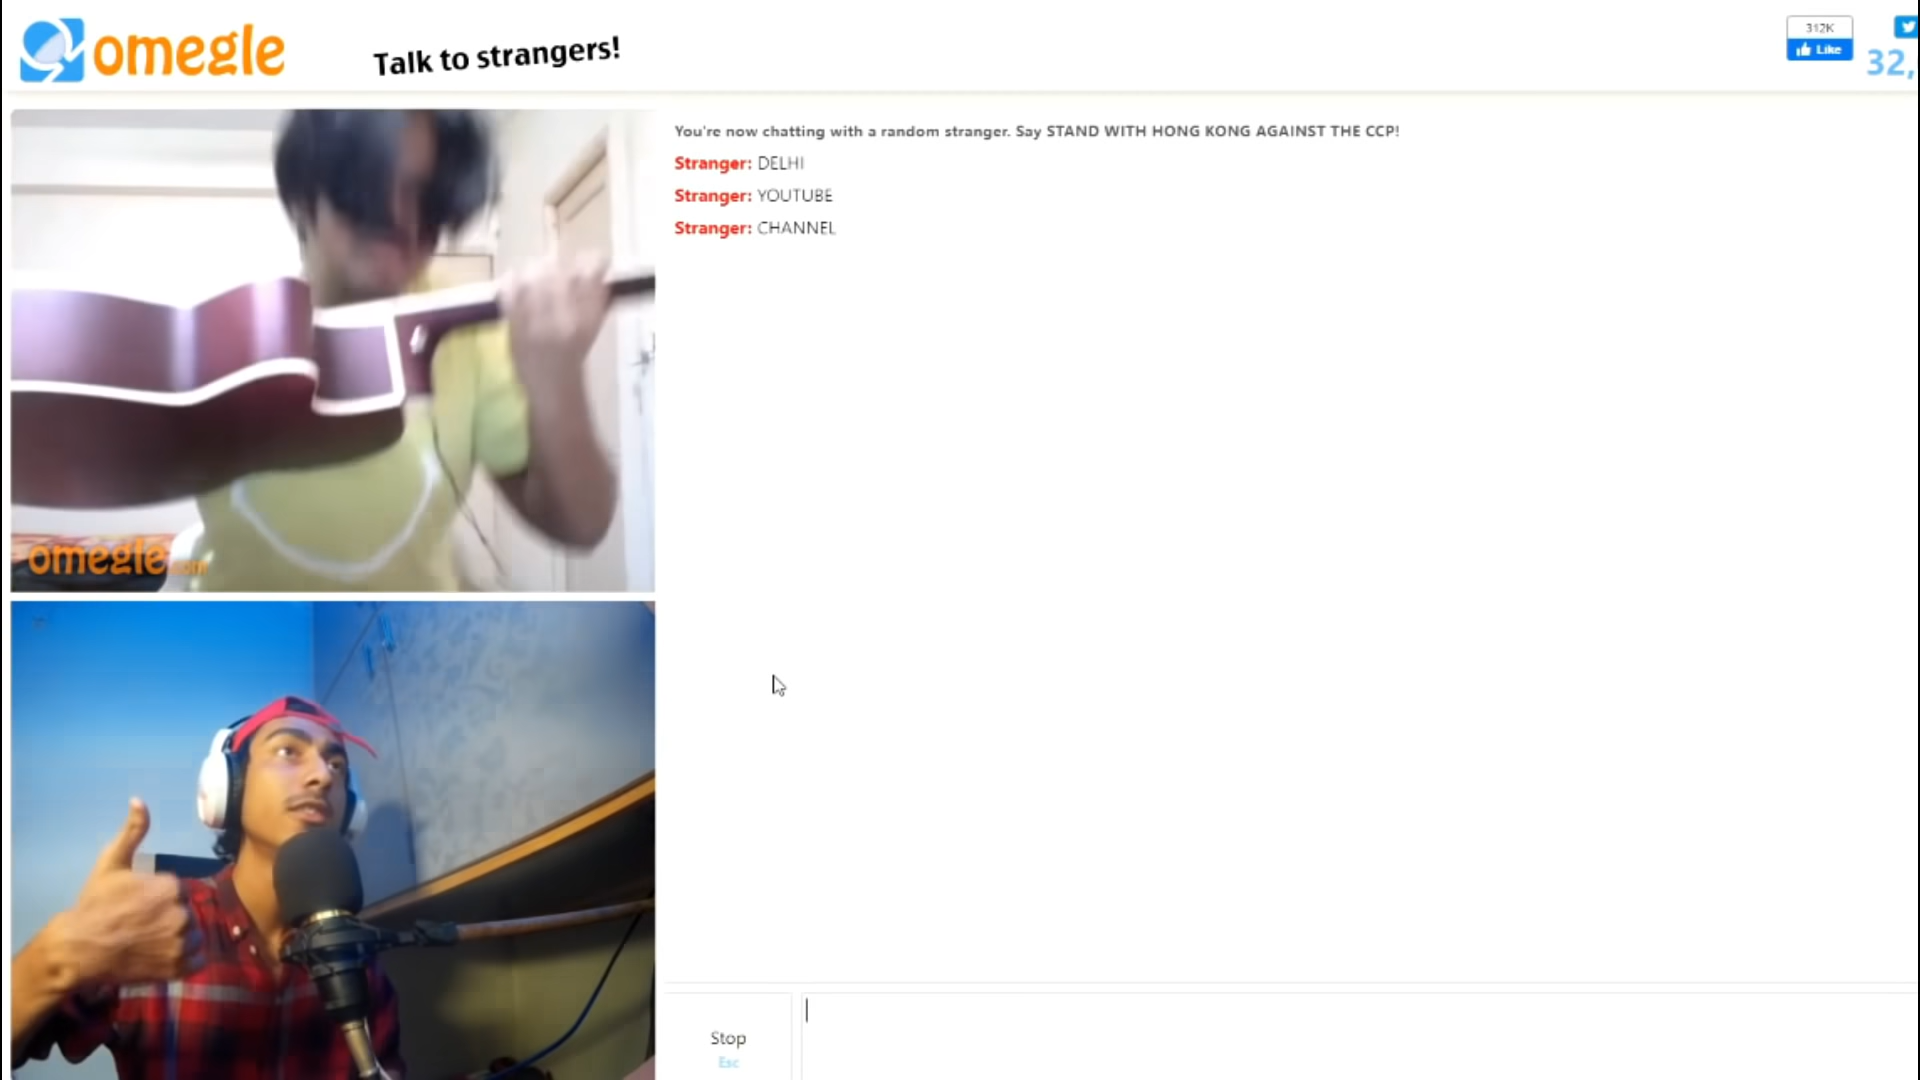 omegle
Talk to strangers!
312K
Like
32,
You're now chatting with a random stranger. Say STAND WITH HONG KONG AGAINST THE CCP!
Stranger: DELHI
Stranger: YOUTUBE
Stranger: CHANNEL
omegle.com
Stop
Esc